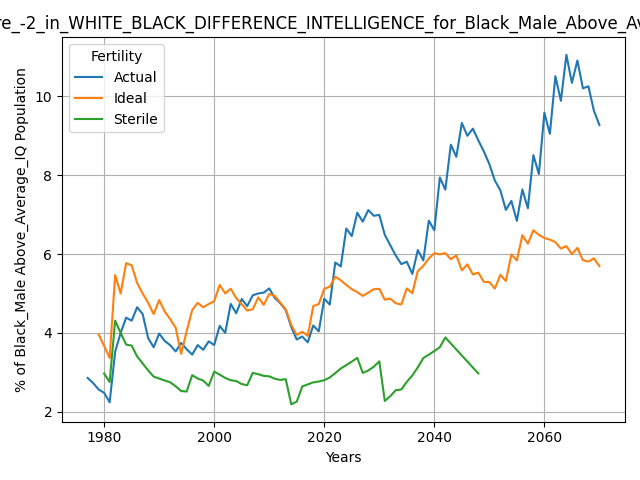 re_-2_in_WHITE_BLACK_DIFFERENCE_INTELLIGENCE_for_Black_Male_Above_Av
Fertility
Actual
Ideal
Sterile
% of Black_Male Above_Average_IQ Population
10
8
6
4
2
1980 2000 2020 2040 2060
Years